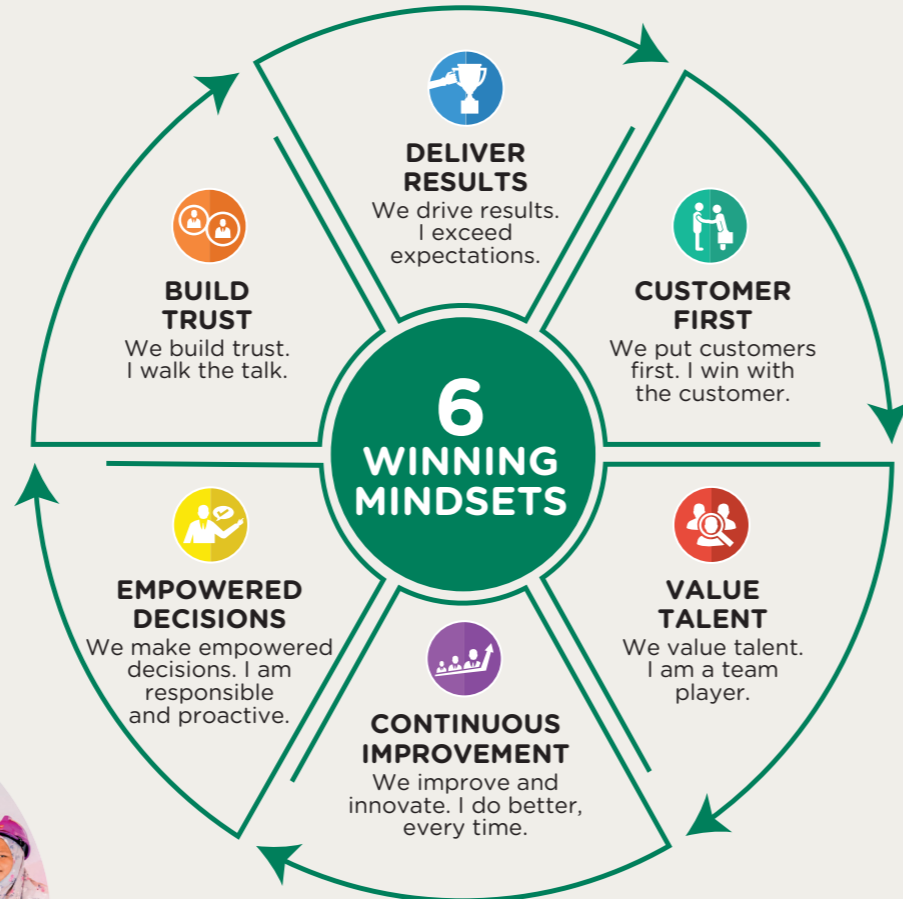 DELIVER
RESULTS
We drive results.
I exceed
expectations.
CUSTOMER
FIRST
We put customers
first. I win with
the customer.
VALUE
TALENT
We value talent.
I am a team
player.
CONTINUOUS
IMPROVEMENT
We improve and
innovate. I do better,
every time.
EMPOWERED
DECISIONS
We make empowered
decisions. I am
responsible
and proactive.
BUILD
TRUST
We build trust.
I walk the talk.
6
WINNING
MINDSETS